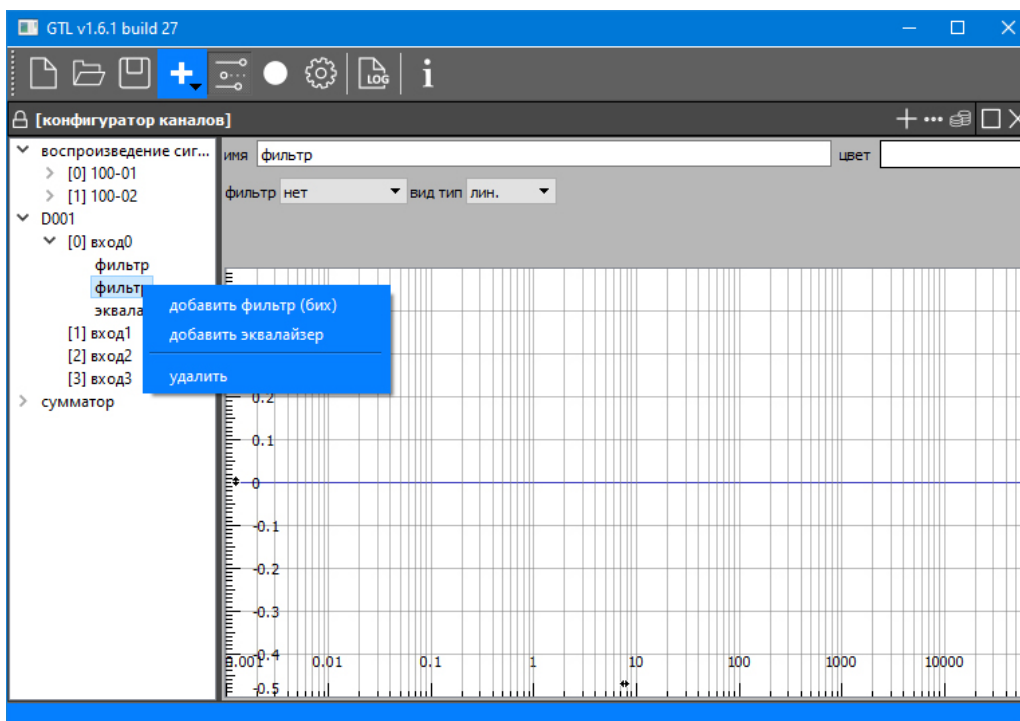 GTL v1.6.1 build 27
LOG
[конфигуратор каналов]
воспроизведение сиг...
[0] 100-01
[1] 100-02
D001
[0] вход0
фильтр
фильт
эквала
[1] вход1
[2] вход2
[3] вход3
сумматор
имя фильтр цвет
фильтр нет вид тип лин.
добавить фильтр (бих)
добавить эквалайзер
удалить
0.2
0.1
0
-0.1
-0.2
-0.3
-0.4
-0.5
0.001 0.01 0.1 1 10 100 1000 10000